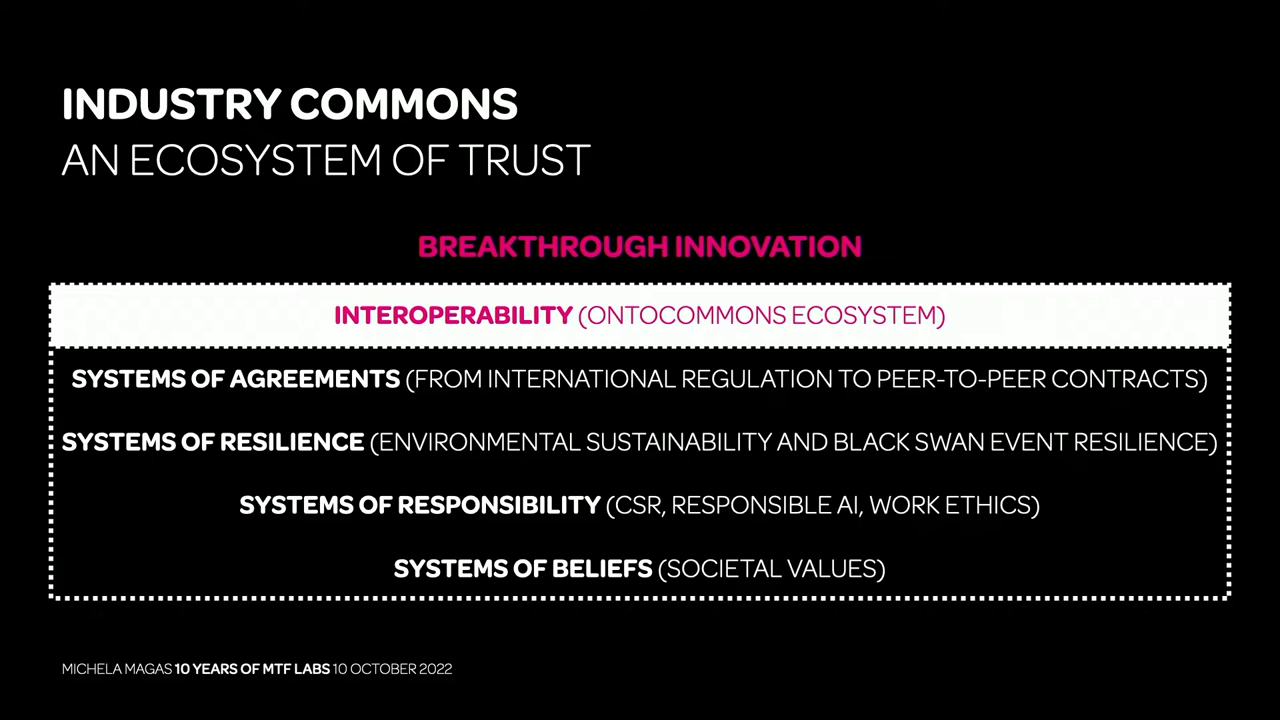 INDUSTRY COMMONS
AN ECOSYSTEM OF TRUST
BREAKTHROUGH INNOVATION
INTEROPERABILITY (ONTOCOMMONS ECOSYSTEM)
SYSTEMS OF AGREEMENTS (FROM INTERNATIONAL REGULATION TO PEER-TO-PEER CONTRACTS)
SYSTEMS OF RESILIENCE (ENVIRONMENTAL SUSTAINABILITY AND BLACK SWAN EVENT RESILIENCE)
SYSTEMS OF RESPONSIBILITY (CSR, RESPONSIBLE AI, WORK ETHICS)
SYSTEMS OF BELIEFS (SOCIETAL VALUES)
MICHELA MAGAS 10 YEARS OF MTF LABS 10 OCTOBER 2022